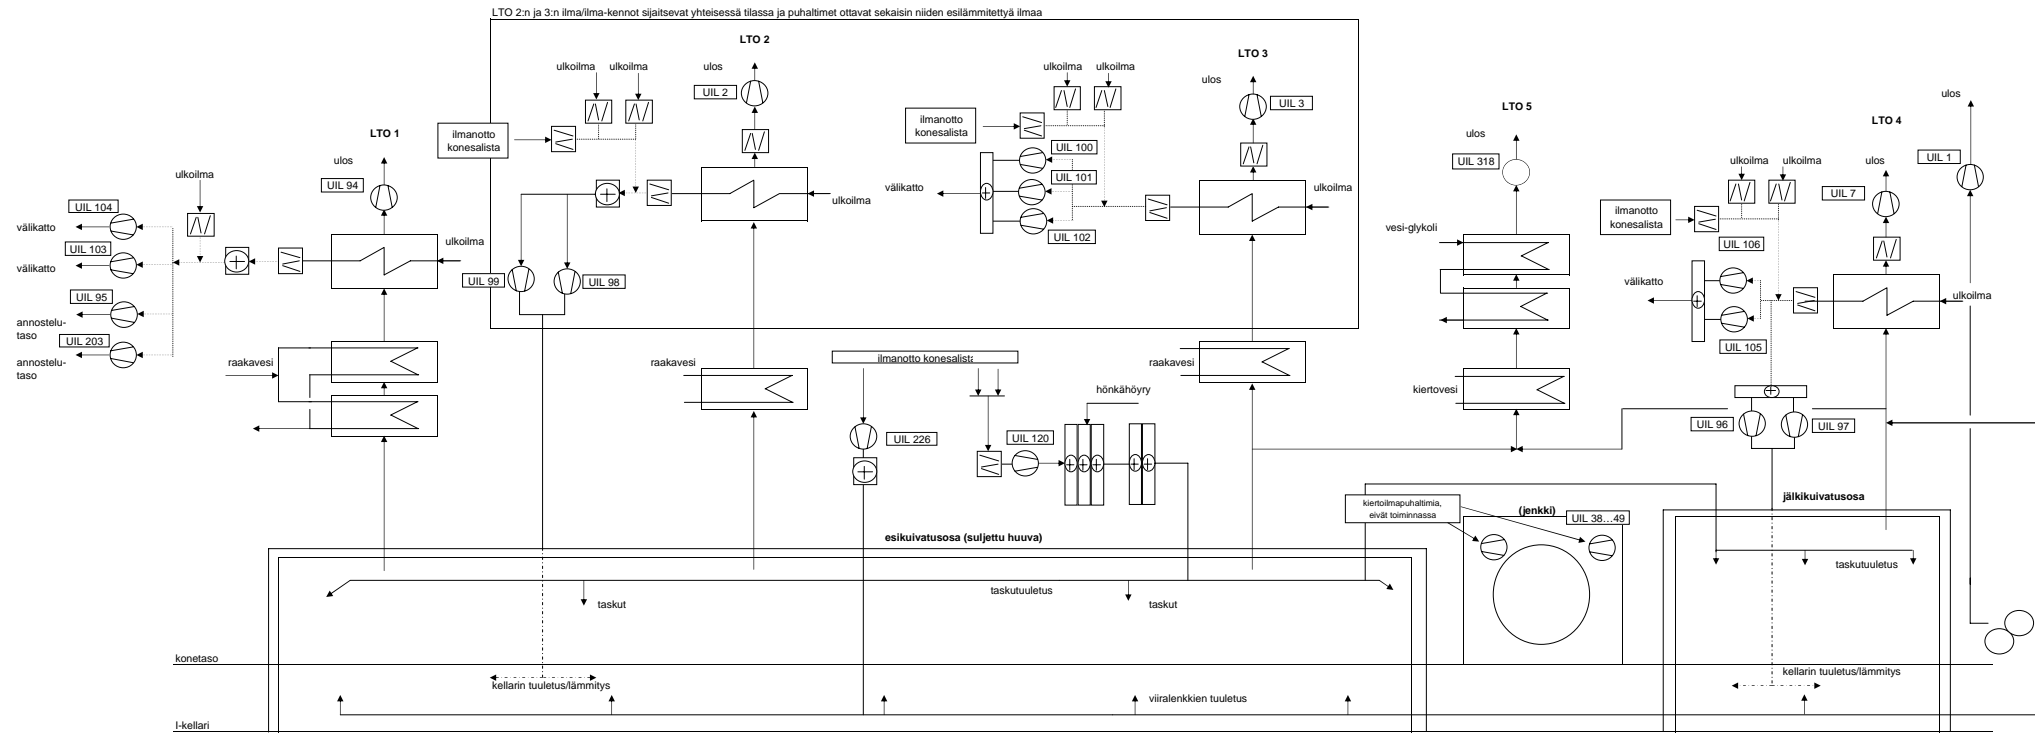 LTO 2:n ja 3:n ilma/ilma-kennot sijaitsevat yhteisessä tilassa ja puhaltimet ottavat sekaisin niiden esilämmitettyä ilmaa
LTO 1
ulos
UIL 94
ulkoilma
ulkoilma
UIL 104
välikatto
UIL 103
välikatto
UIL 95
annostelu-
taso
UIL 203
annostelu-
taso
raakavesi
LTO 2
ulkoilma
ulkoilma
ulos
UIL 2
ilmanotto
konesalista
ulkoilma
UIL 99
UIL 98
raakavesi
LTO 3
ulkoilma
ulkoilma
ulos
UIL 3
ilmanotto
konesalista
UIL 100
UIL 101
UIL 102
välikatto
ulkoilma
raakavesi
ilmanotto konesalista
UIL 226
UIL 120
hönkähöyry
LTO 5
ulos
UIL 318
vesi-glykoli
kiertovesi
LTO 4
ulos
UIL 1
ulkoilma
ulkoilma
ulos
UIL 7
ilmanotto
konesalista
UIL 106
välikatto
UIL 105
ulkoilma
UIL 96
UIL 97
kiertoilmapuhaltimia,
eivät toiminnassa
(jenkki)
UIL 38…49
jälkikuivatusosa
esikuivatusosa (suljettu huuva)
taskutuuletus
taskut
taskut
taskutuuletus
konetaso
kellarin tuuletus/lämmitys
kellarin tuuletus/lämmitys
viiralenkkien tuuletus
I-kellari